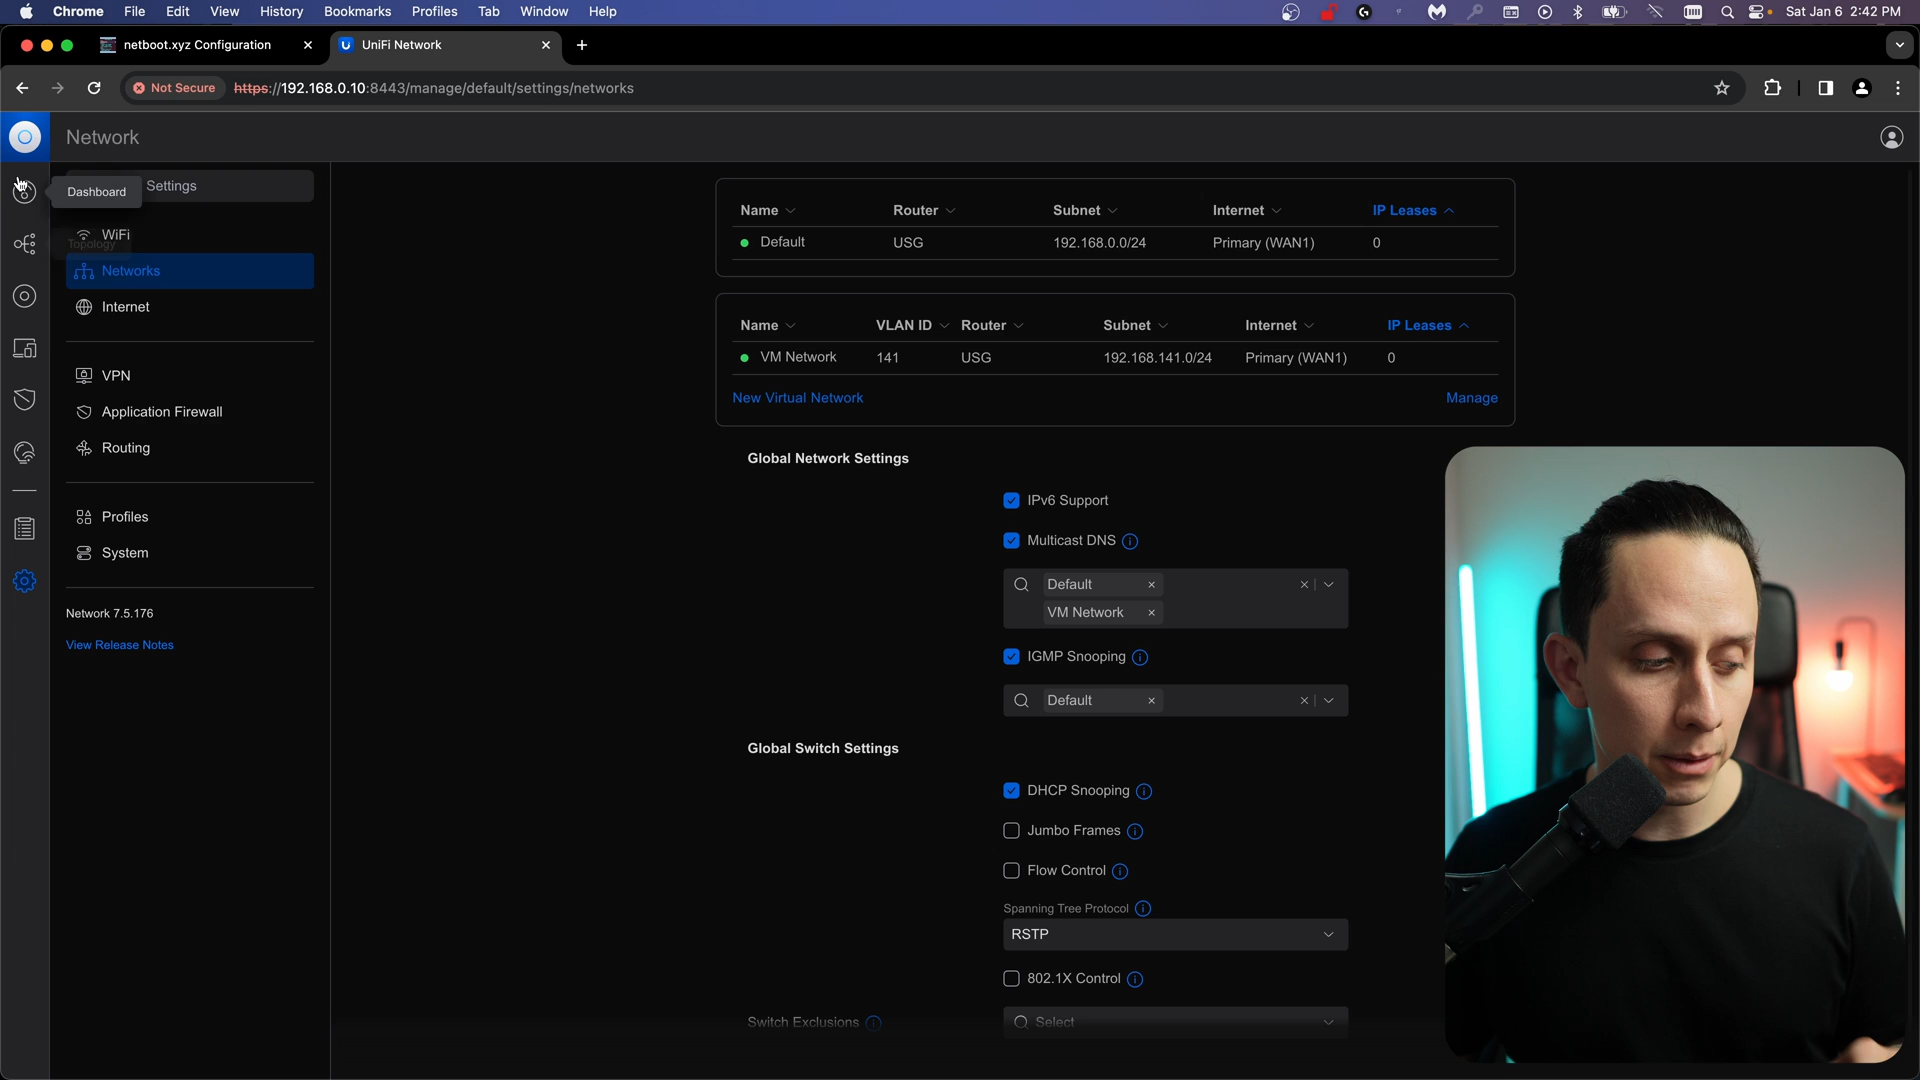 Chrome File Edit View History Bookmarks Profiles Tab Window Help Sat Jan 6 2:42 PM
netboot.xyz Configuration UniFi Network
Not Secure https://192.168.0.10:8443/manage/default/settings/networks
Network
Dashboard Settings
Topology WiFi
Networks
Internet
VPN
Application Firewall
Routing
Profiles
System
Network 7.5.176
View Release Notes
Name Router Subnet Internet IP Leases
Default USG 192.168.0.0/24 Primary (WAN1) 0
Name VLAN ID Router Subnet Internet IP Leases
VM Network 141 USG 192.168.141.0/24 Primary (WAN1) 0
New Virtual Network Manage
Global Network Settings
IPv6 Support
Multicast DNS
Default
VM Network
IGMP Snooping
Default
Global Switch Settings
DHCP Snooping
Jumbo Frames
Flow Control
Spanning Tree Protocol
RSTP
802.1X Control
Switch Exclusions Select